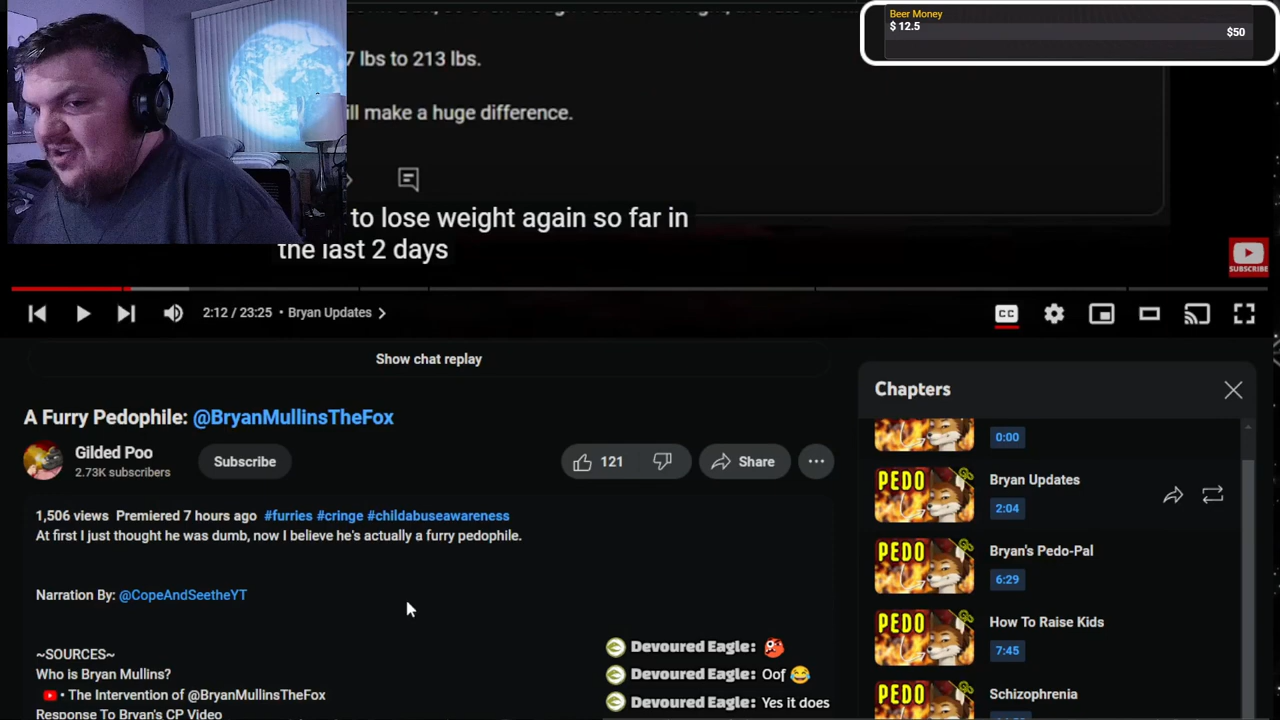 Beer Money
$ 12.5
$50
7 lbs to 213 lbs.
ill make a huge difference.
to lose weight again so far in
the last 2 days
SUBSCRIBE
2:12 / 23:25 • Bryan Updates
CC
Show chat replay
Chapters
A Furry Pedophile: @BryanMullinsTheFox
0:00
Gilded Poo
2.73K subscribers
Subscribe
121
Share
PEDO
Bryan Updates
2:04
1,506 views Premiered 7 hours ago #furries #cringe #childabuseawareness
At first I just thought he was dumb, now I believe he's actually a furry pedophile.
PEDO
Bryan's Pedo-Pal
6:29
Narration By: @CopeAndSeetheYT
PEDO
How To Raise Kids
7:45
~SOURCES~
Who is Bryan Mullins?
• The Intervention of @BryanMullinsTheFox
Response To Bryan's CP Video
Devoured Eagle:
Devoured Eagle: Oof
Devoured Eagle: Yes it does
PEDO
Schizophrenia